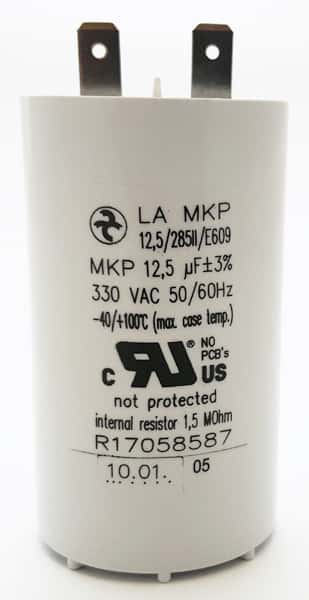 LA MKP
12,5/285II/E609
MKP 12,5 µF±3%
330 VAC 50/60Hz
-40/+100°C (max. case temp.)
c RU US NO PCB's
not protected
internal resistor 1,5 MOhm
R17058587
10.01. 05